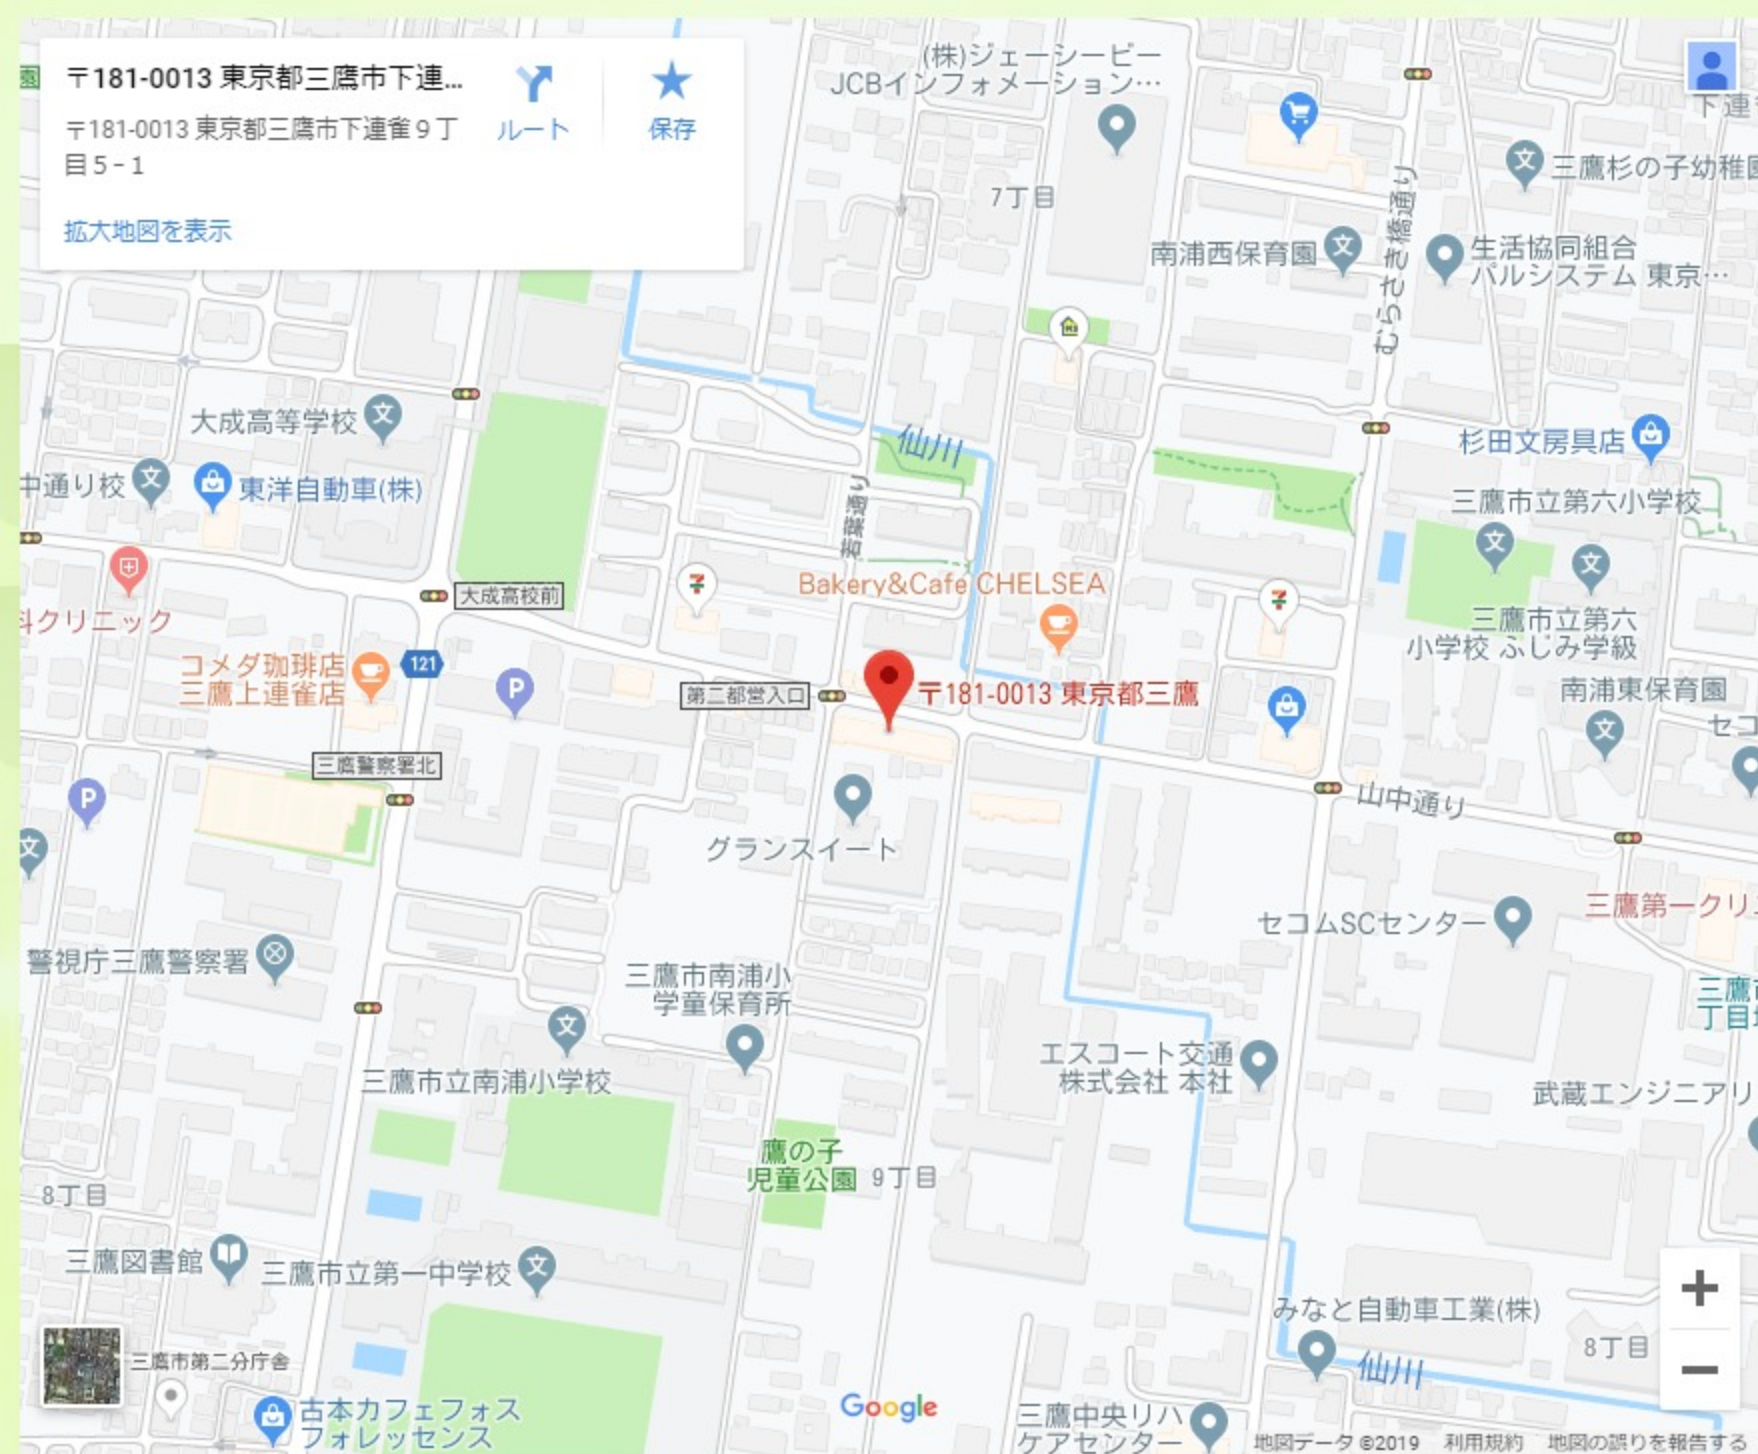 〒181-0013 東京都三鷹市下連...
〒181-0013 東京都三鷹市下連雀９丁
目５−１
ルート
保存
拡大地図を表示
園
(株)ジェーシービー
JCBインフォメーション…
7丁目
下連
三鷹杉の子幼稚園
むらさき橋通り
南浦西保育園
生活協同組合
パルシステム 東京…
大成高等学校
仙川
杉田文房具店
中通り校
東洋自動車(株)
若葉通り
三鷹市立第六小学校
Bakery&Cafe CHELSEA
大成高校前
科クリニック
三鷹市立第六
小学校 ふじみ学級
コメダ珈琲店
三鷹上連雀店
121
P
第二都営入口
〒181-0013 東京都三鷹
南浦東保育園
セコ
三鷹警察署北
P
山中通り
グランスイート
三鷹第一クリ
セコムSCセンター
警視庁三鷹警察署
三鷹市南浦小
学童保育所
三鷹市
丁目
エスコート交通
株式会社 本社
三鷹市立南浦小学校
武蔵エンジニアリ
鷹の子
児童公園
9丁目
8丁目
三鷹図書館
三鷹市立第一中学校
みなと自動車工業(株)
8丁目
三鷹市第二分庁舎
仙川
古本カフェフォス
フォレッセンス
Google
三鷹中央リハ
ケアセンター
地図データ ©2019
利用規約
地図の誤りを報告する